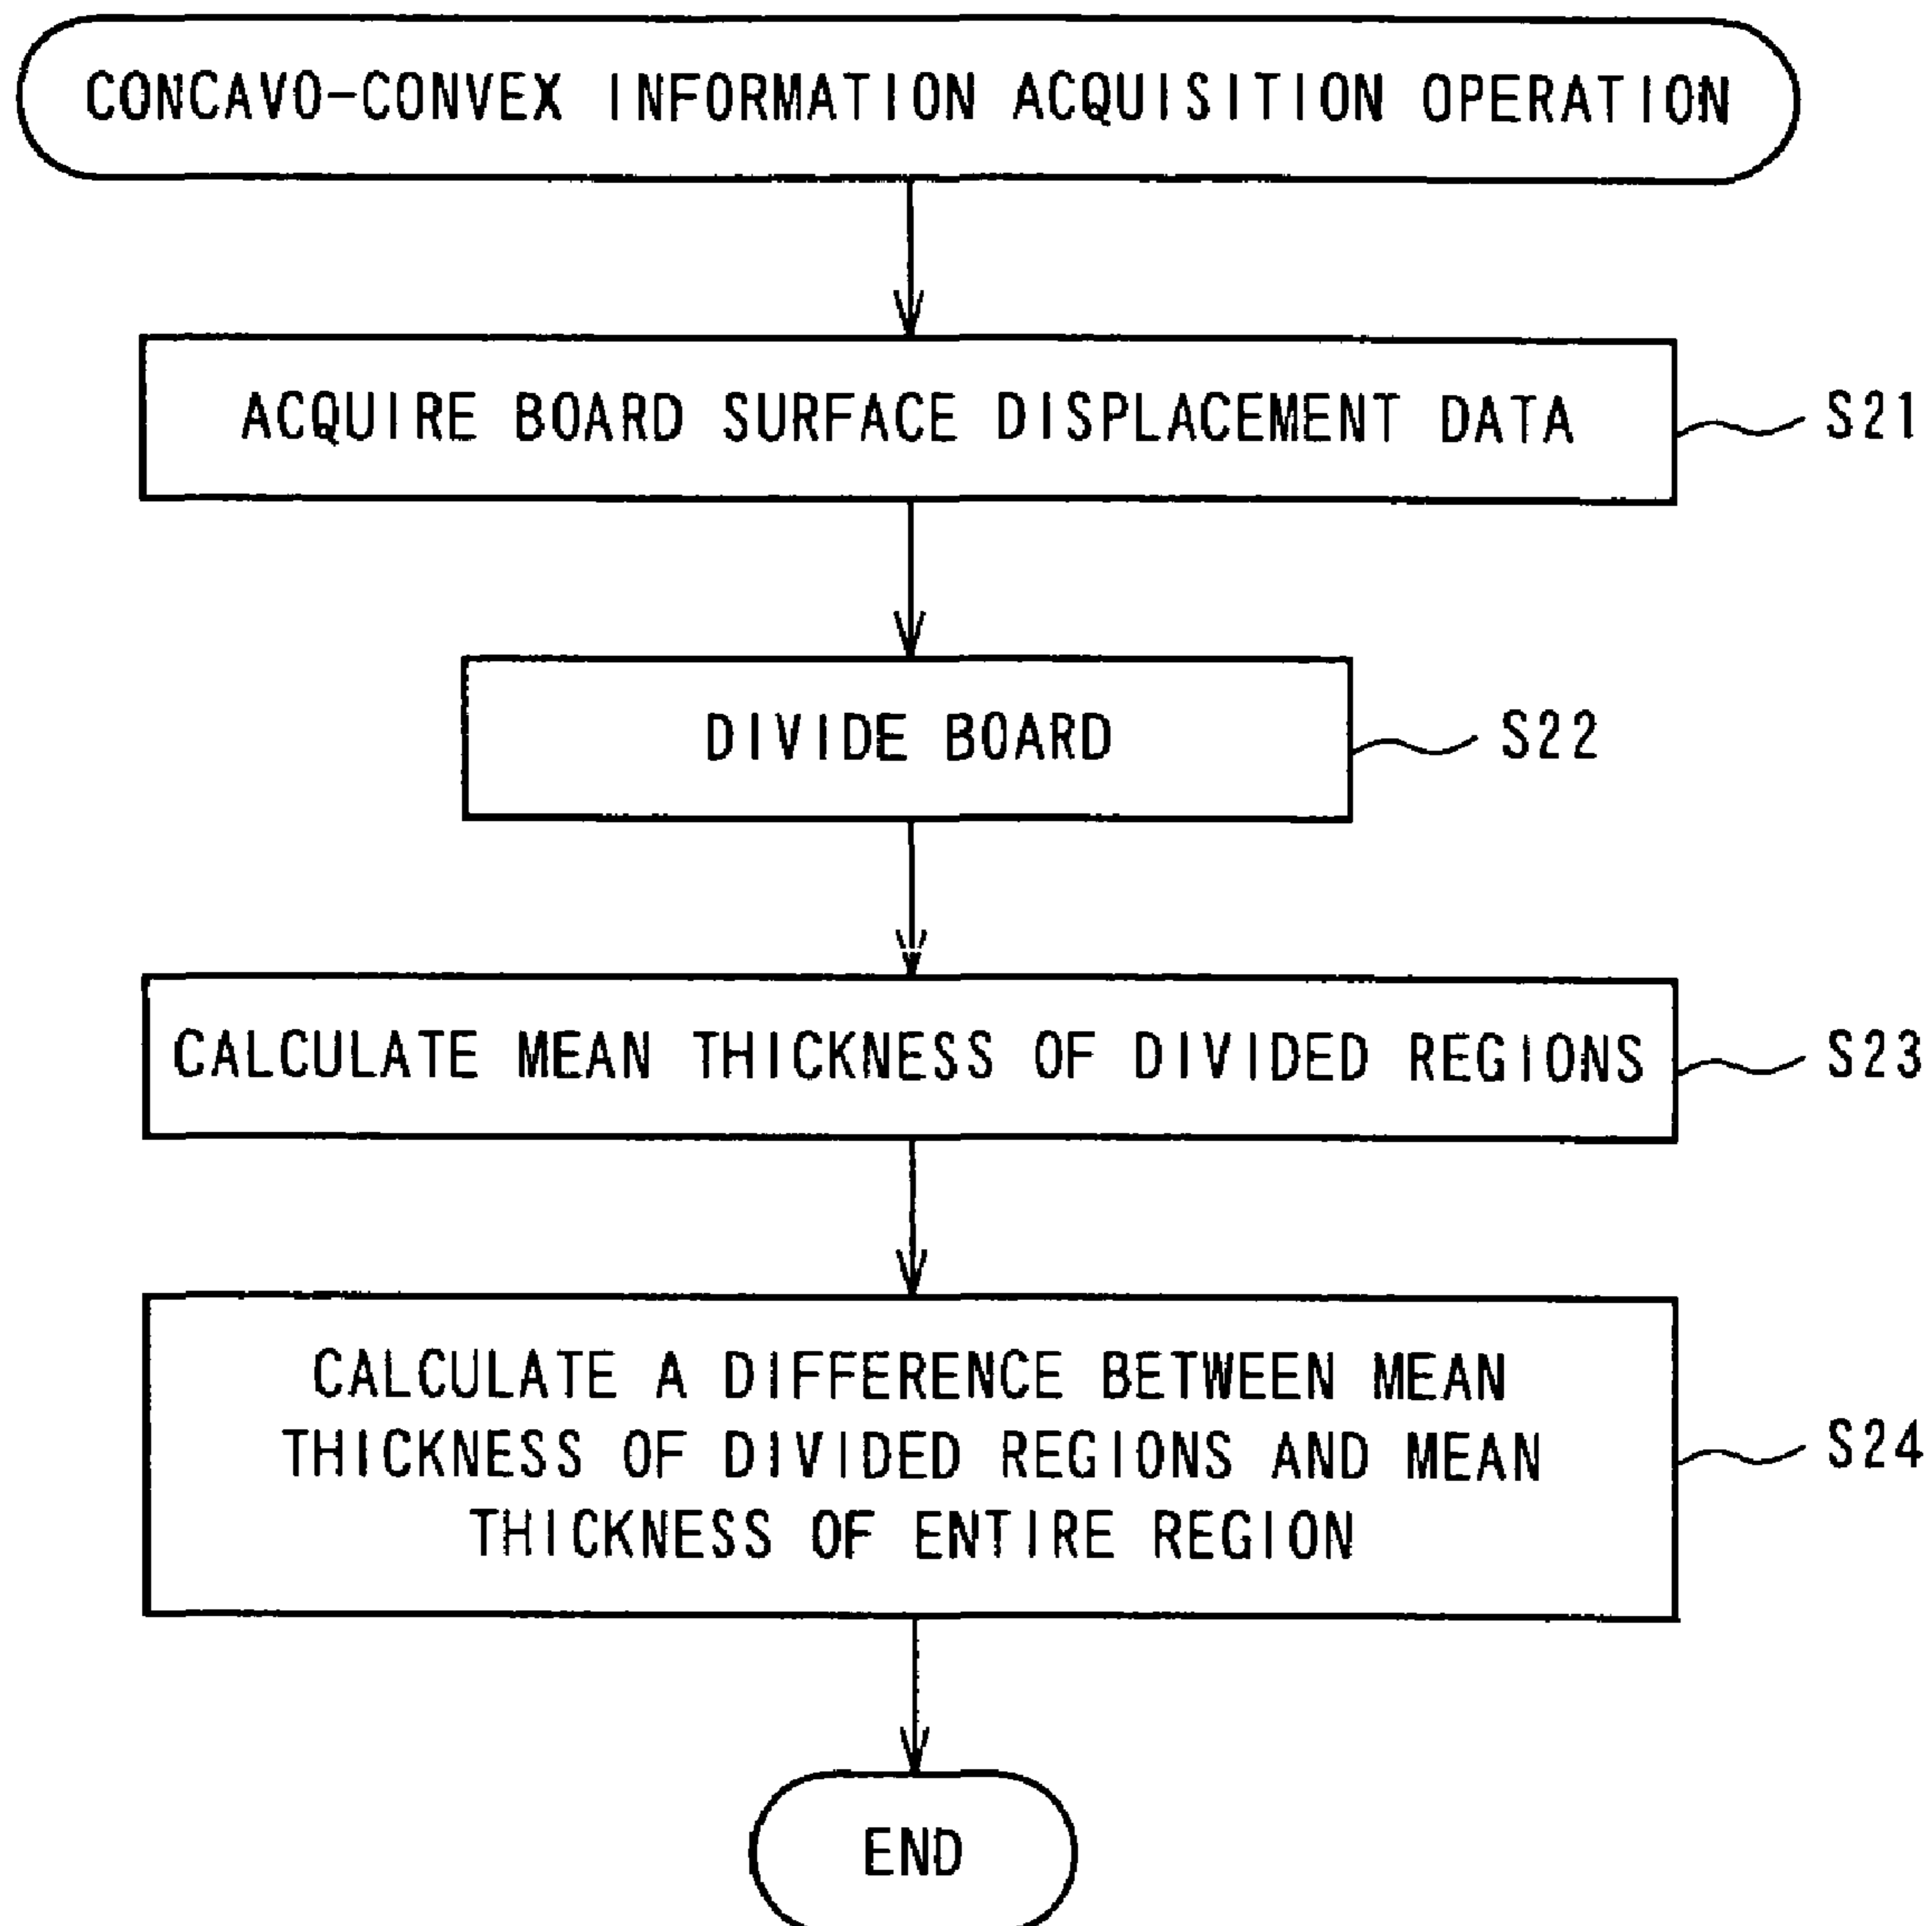 CONCAVO-CONVEX INFORMATION ACQUISITION OPERATION
ACQUIRE BOARD SURFACE DISPLACEMENT DATA
S21
DIVIDE BOARD
S22
CALCULATE MEAN THICKNESS OF DIVIDED REGIONS
S23
CALCULATE A DIFFERENCE BETWEEN MEAN
THICKNESS OF DIVIDED REGIONS AND MEAN
THICKNESS OF ENTIRE REGION
S24
END